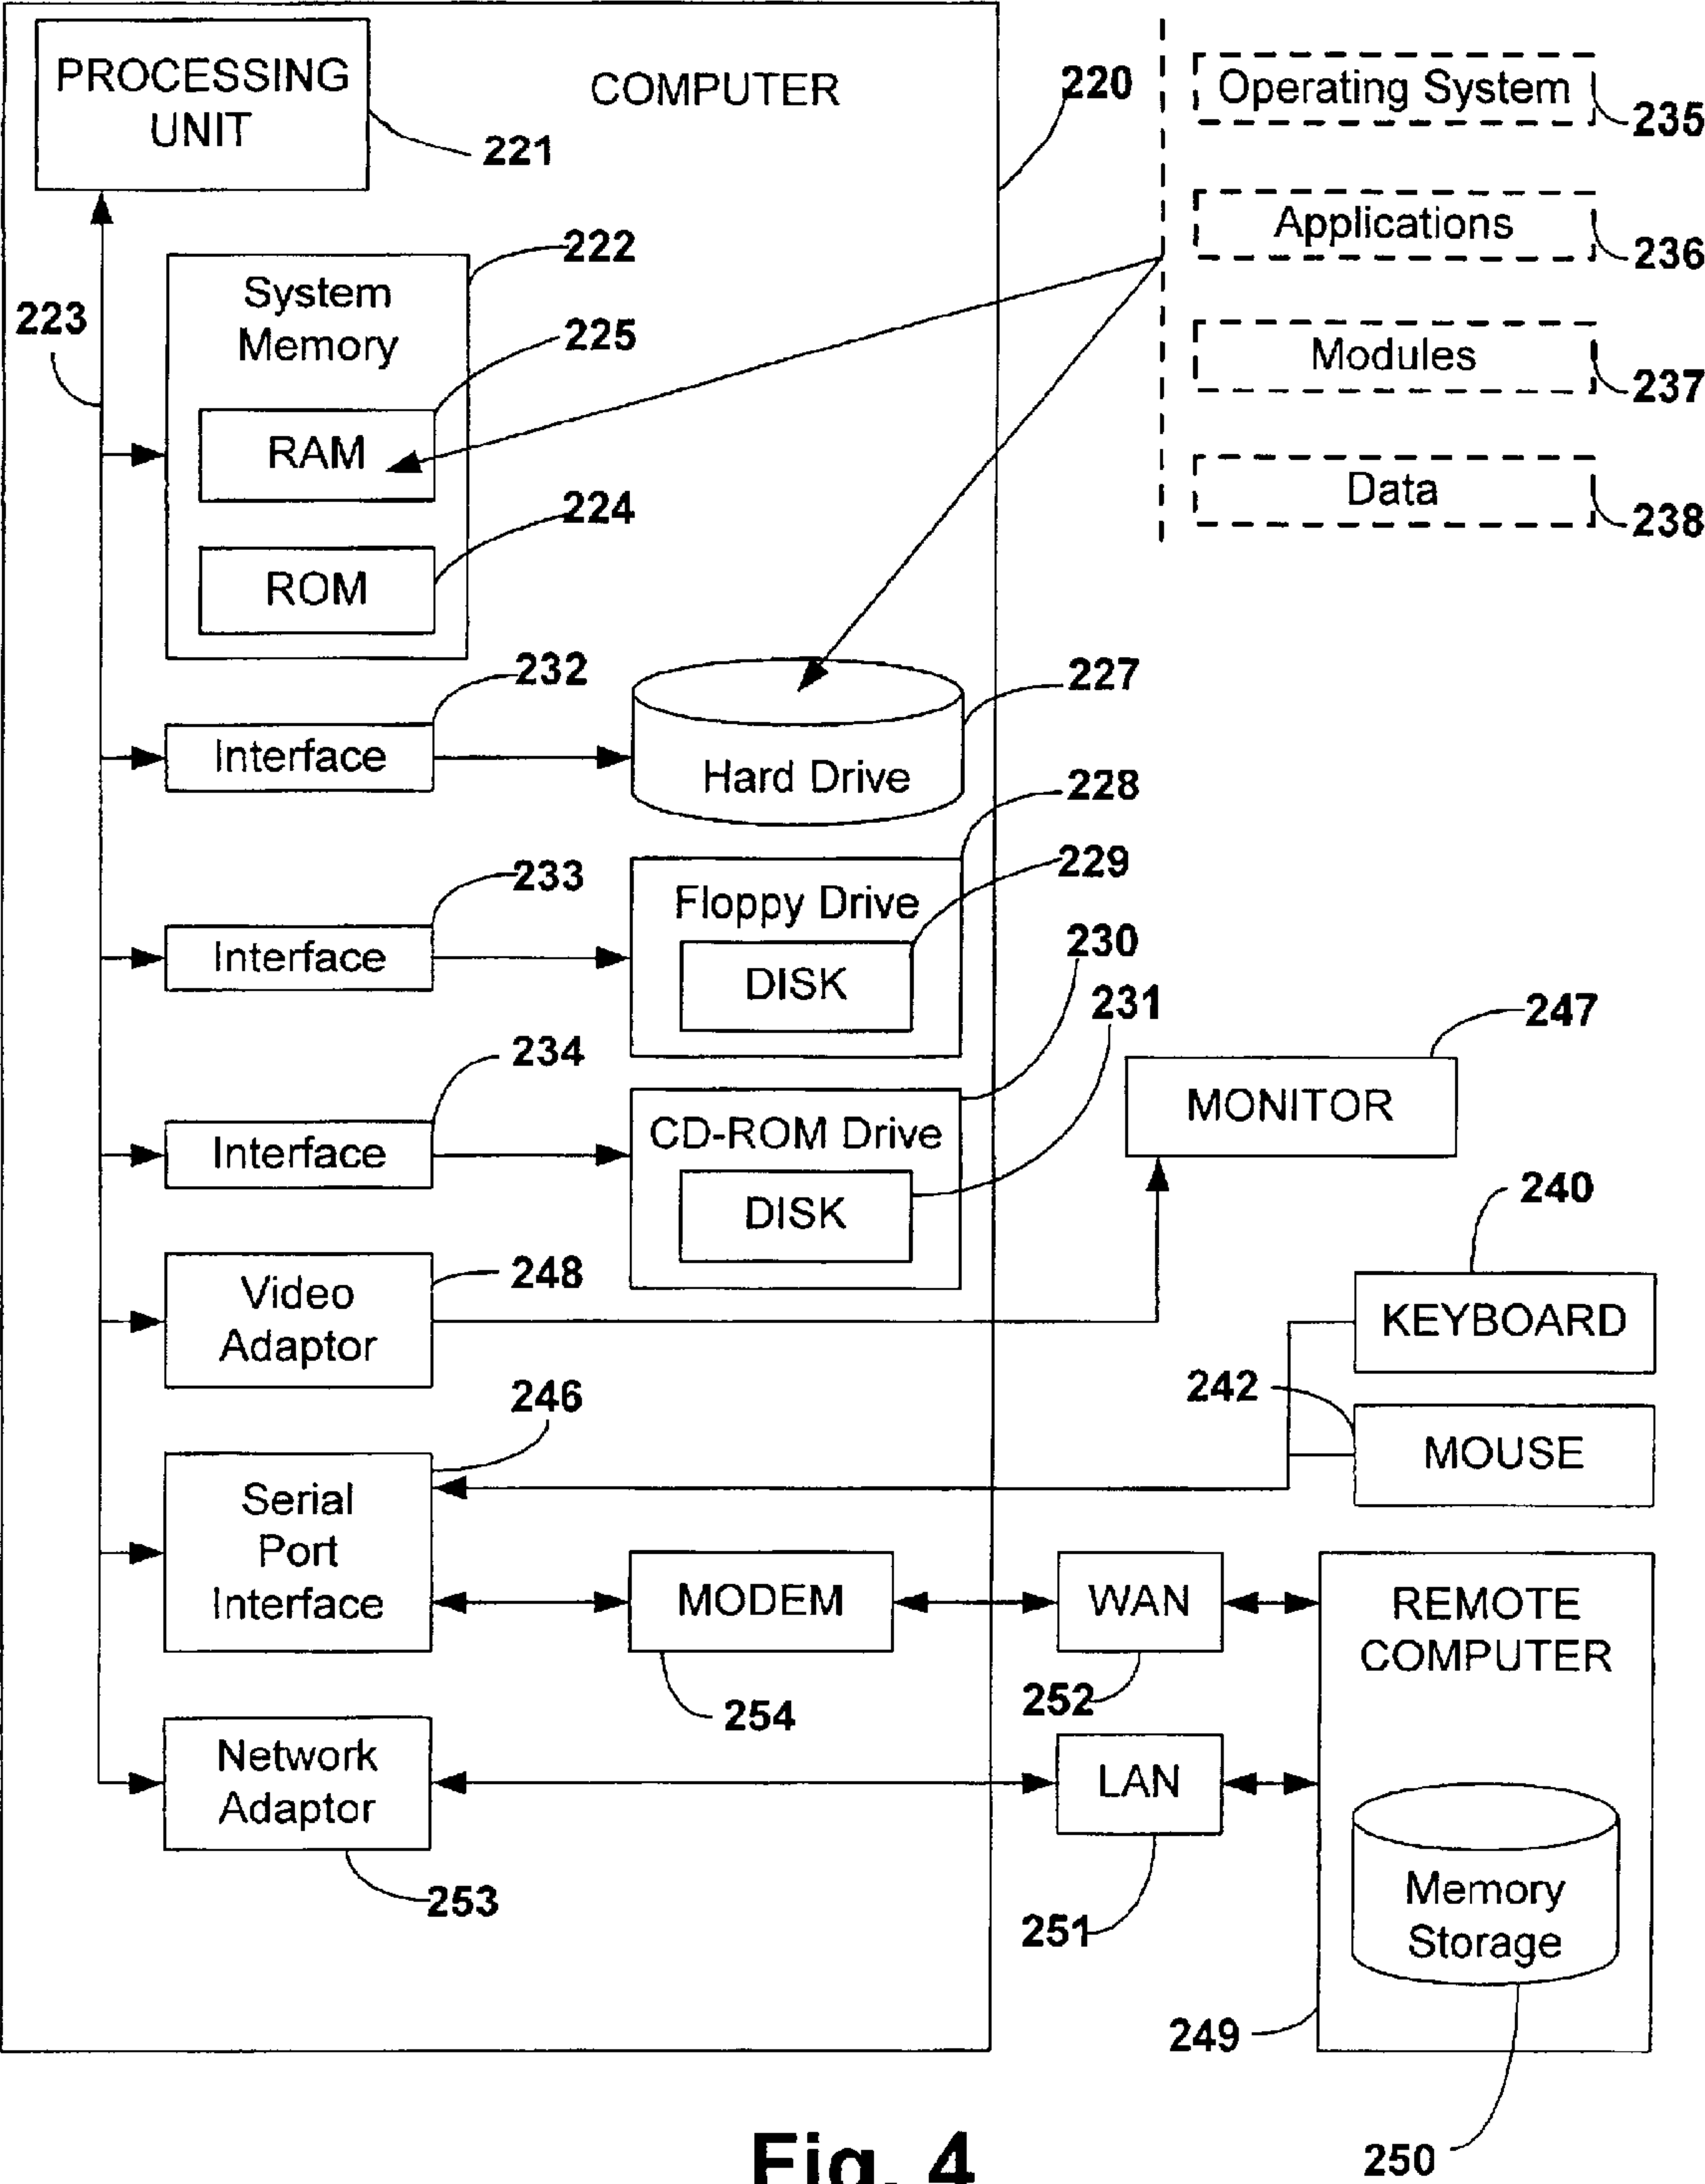 PROCESSING
UNIT
COMPUTER
221
220
Operating System
235
Applications
236
Modules
237
Data
238
222
System
Memory
223
225
RAM
224
ROM
232
Interface
227
Hard Drive
228
233
Interface
Floppy Drive
229
DISK
230
231
234
Interface
CD-ROM Drive
DISK
247
MONITOR
240
KEYBOARD
248
Video
Adaptor
242
MOUSE
246
Serial
Port
Interface
MODEM
254
WAN
252
REMOTE
COMPUTER
Network
Adaptor
253
LAN
251
Memory
Storage
249
250
Fig. 4